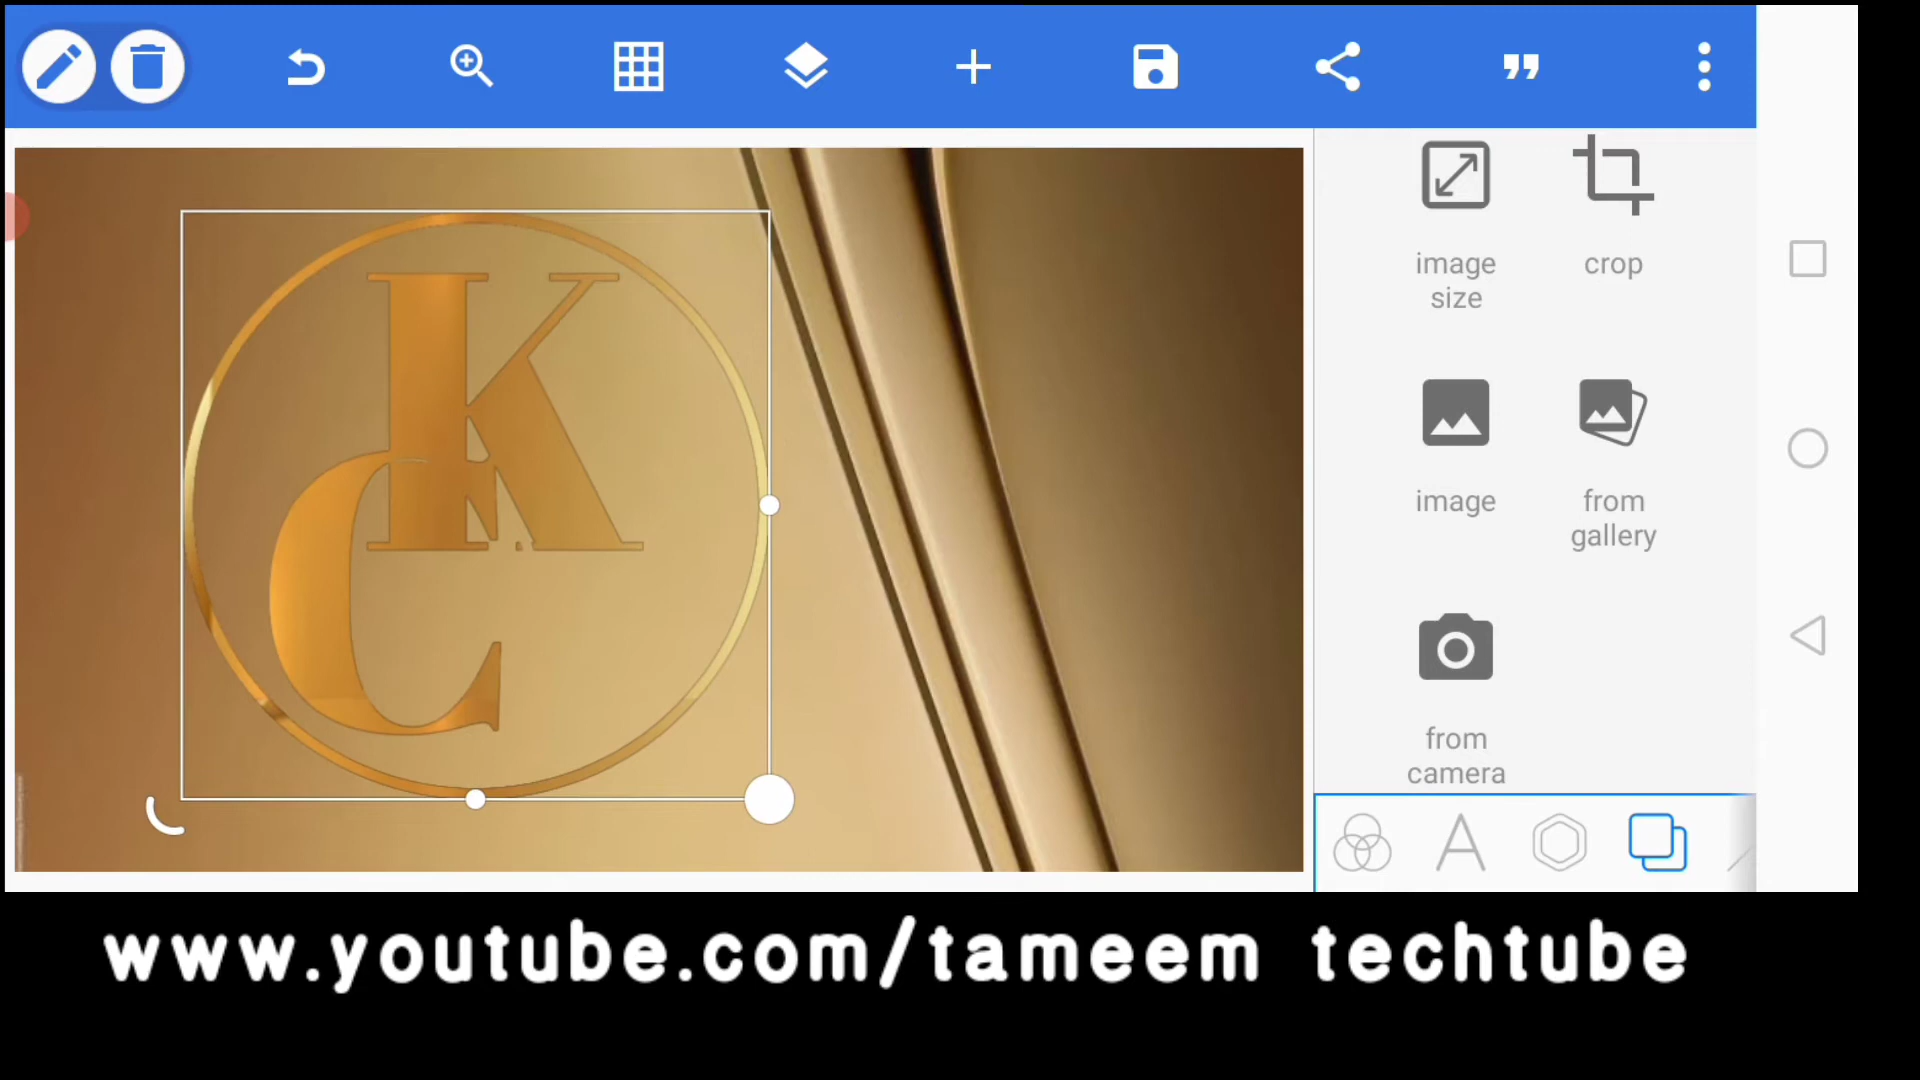 K
C
image
size
crop
image
from
gallery
from
camera
www.youtube.com/tameem techtube